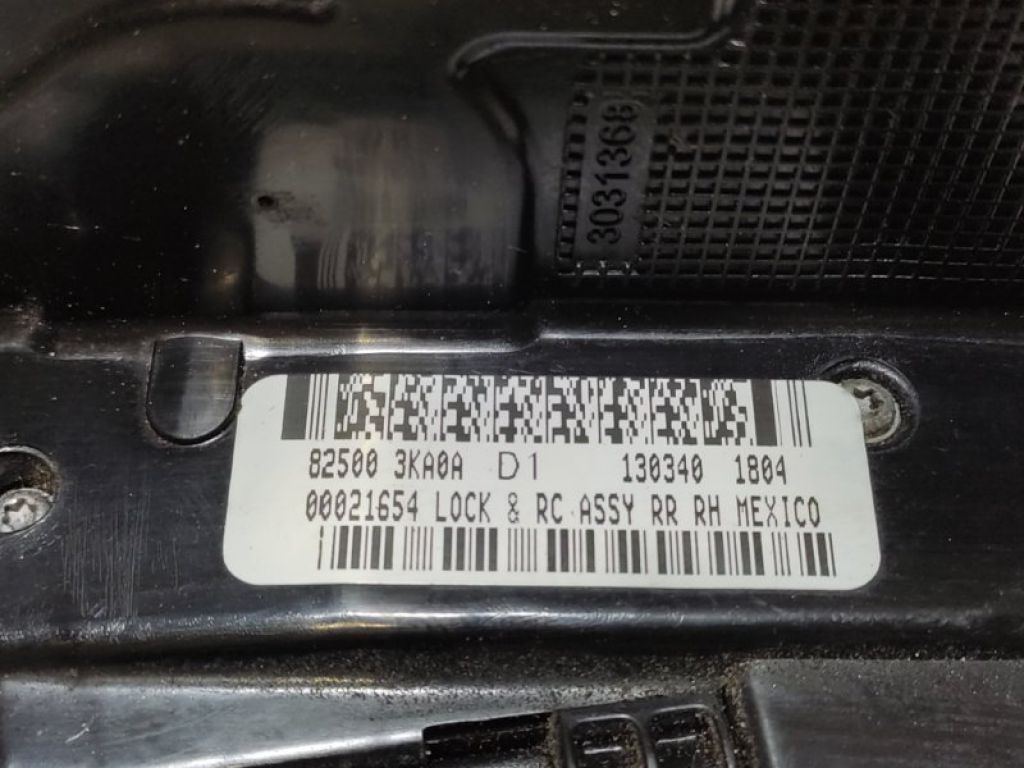 3031368
82500 3KA0A D1 130340 1804
00021654 LOCK & RC ASSY RR RH MEXICO